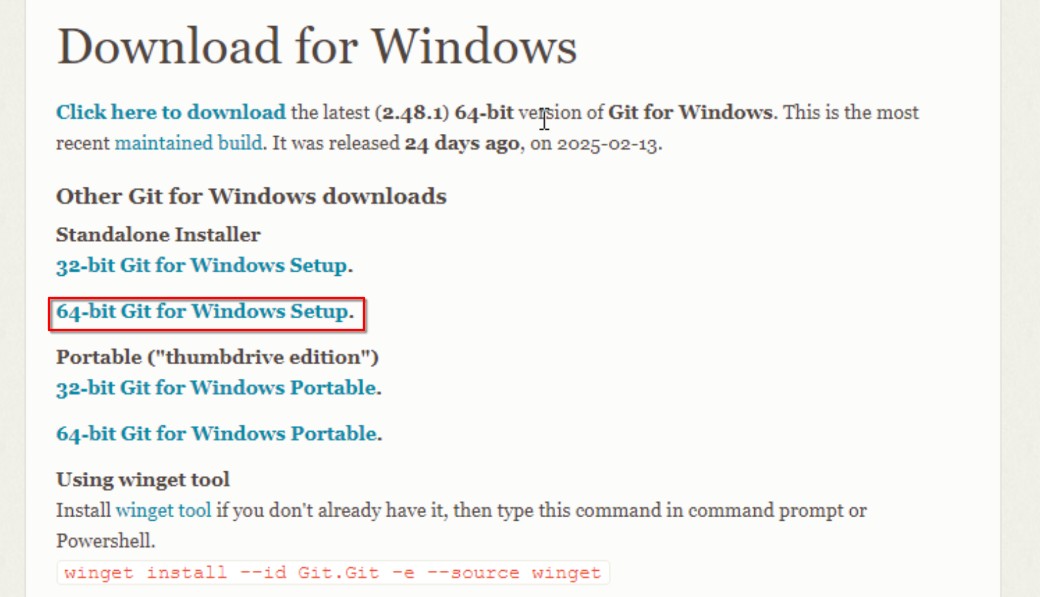 Download for Windows
Click here to download the latest (2.48.1) 64-bit version of Git for Windows. This is the most
recent maintained build. It was released 24 days ago, on 2025-02-13.
Other Git for Windows downloads
Standalone Installer
32-bit Git for Windows Setup.
64-bit Git for Windows Setup.
Portable ("thumbdrive edition")
32-bit Git for Windows Portable.
64-bit Git for Windows Portable.
Using winget tool
Install winget tool if you don't already have it, then type this command in command prompt or
Powershell.
winget install --id Git.Git -e --source winget